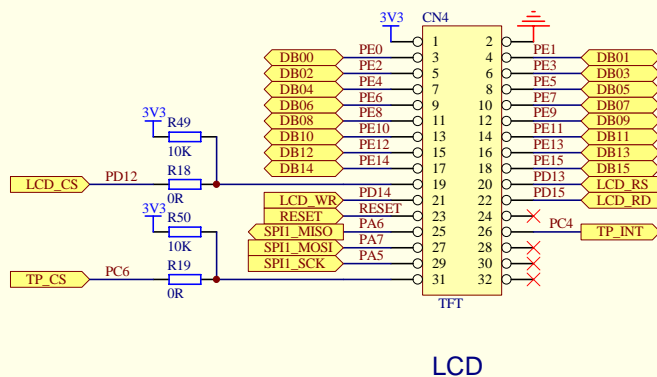 3V3 CN4
1 2
DB00 PE0 3 4 PE1 DB01
DB02 PE2 5 6 PE3 DB03
DB04 PE4 7 8 PE5 DB05
DB06 PE6 9 10 PE7 DB07
DB08 PE8 11 12 PE9 DB09
3V3 R49 DB10 PE10 13 14 PE11 DB11
10K DB12 PE12 15 16 PE13 DB13
R18 DB14 PE14 17 18 PE15 DB15
LCD_CS PD12 19 20 PD13 LCD_RS
0R LCD_WR PD14 21 22 PD15 LCD_RD
3V3 R50 RESET RESET 23 24
10K SPI1_MISO PA6 25 26 PC4 TP_INT
R19 SPI1_MOSI PA7 27 28
SPI1_SCK PA5 29 30
TP_CS PC6 31 32
0R TFT
LCD